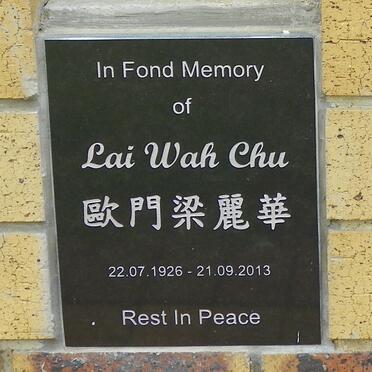 In Fond Memory
of
Lai Wah Chu
歐門梁麗華
22.07.1926 - 21.09.2013
Rest In Peace